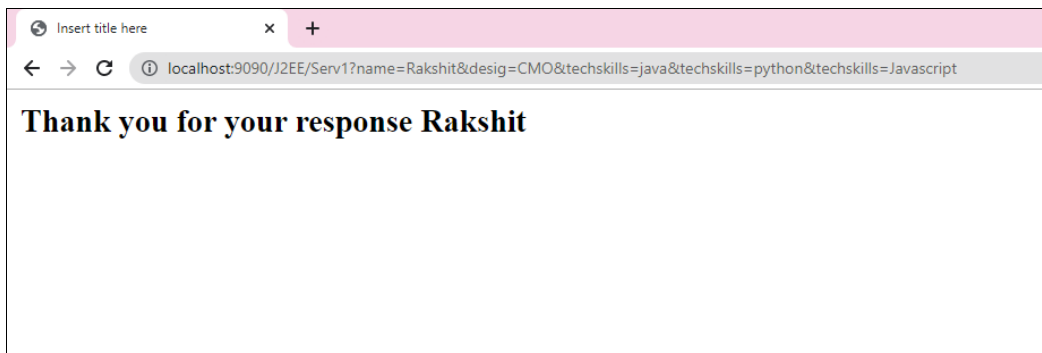 Insert title here
localhost:9090/J2EE/Serv1?name=Rakshit&desig=CMO&techskills=java&techskills=python&techskills=Javascript
Thank you for your response Rakshit